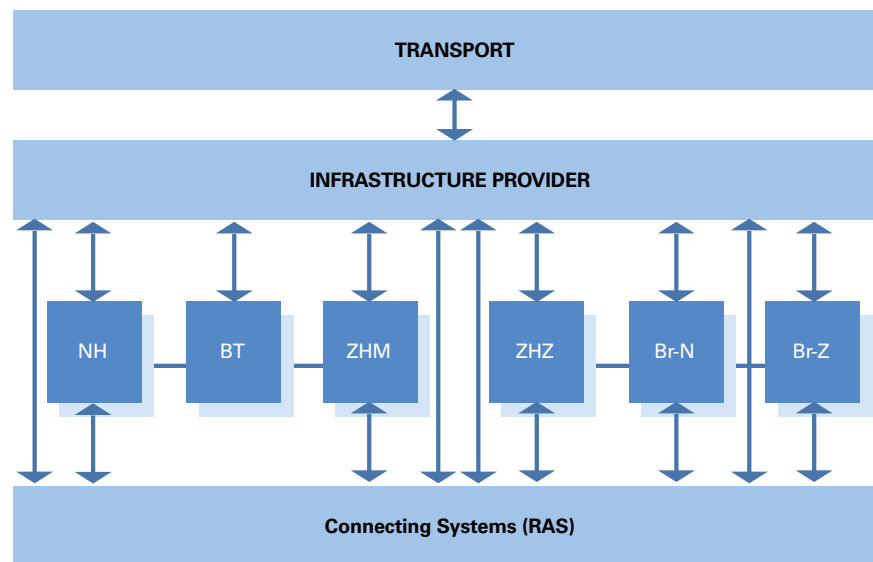 TRANSPORT
INFRASTRUCTURE PROVIDER
NH
BT
ZHM
ZHZ
Br-N
Br-Z
Connecting Systems (RAS)